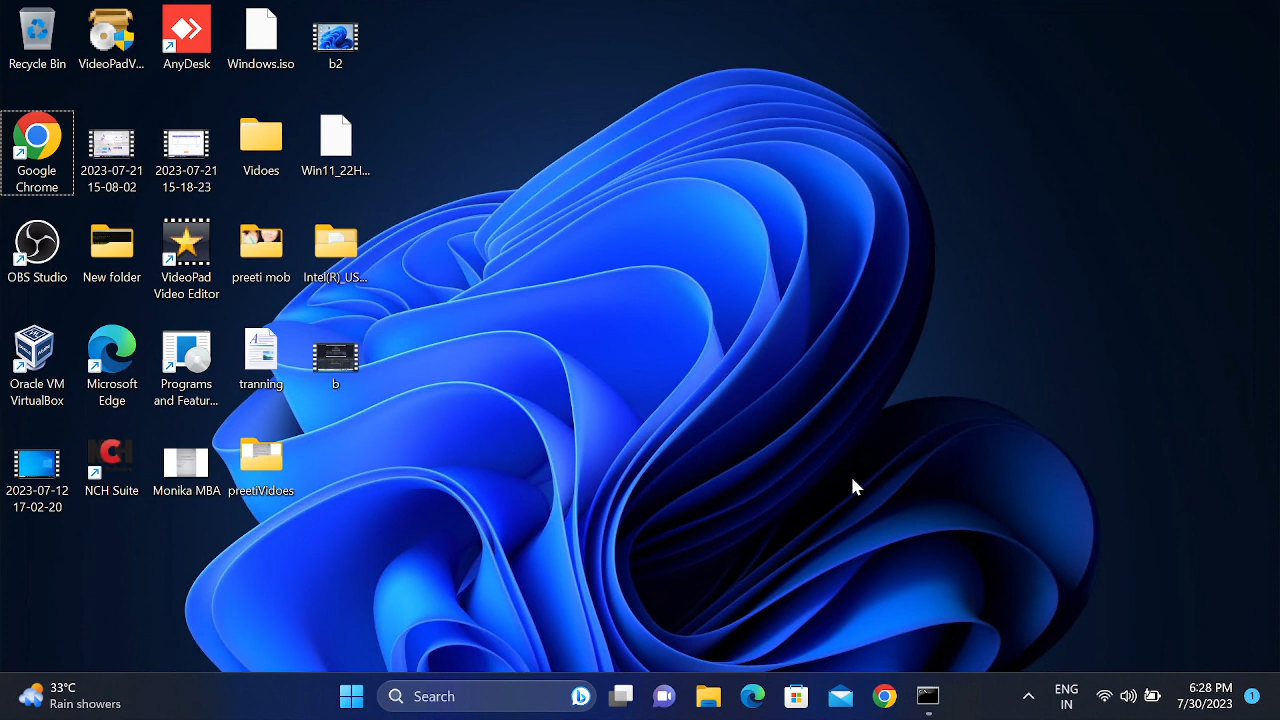 Recycle Bin
VideoPadV...
AnyDesk
Windows.iso
b2
Google
Chrome
2023-07-21
15-08-02
2023-07-21
15-18-23
Vidoes
Win11_22H...
OBS Studio
New folder
VideoPad
Video Editor
preeti mob
Intel(R)_US...
Oracle VM
VirtualBox
Microsoft
Edge
Programs
and Featur...
tranning
b
2023-07-12
17-02-20
NCH Suite
Monika MBA
preetiVidoes
33°C
Rain showers
Search
ENG
IN
6:28 PM
7/30/2023
1